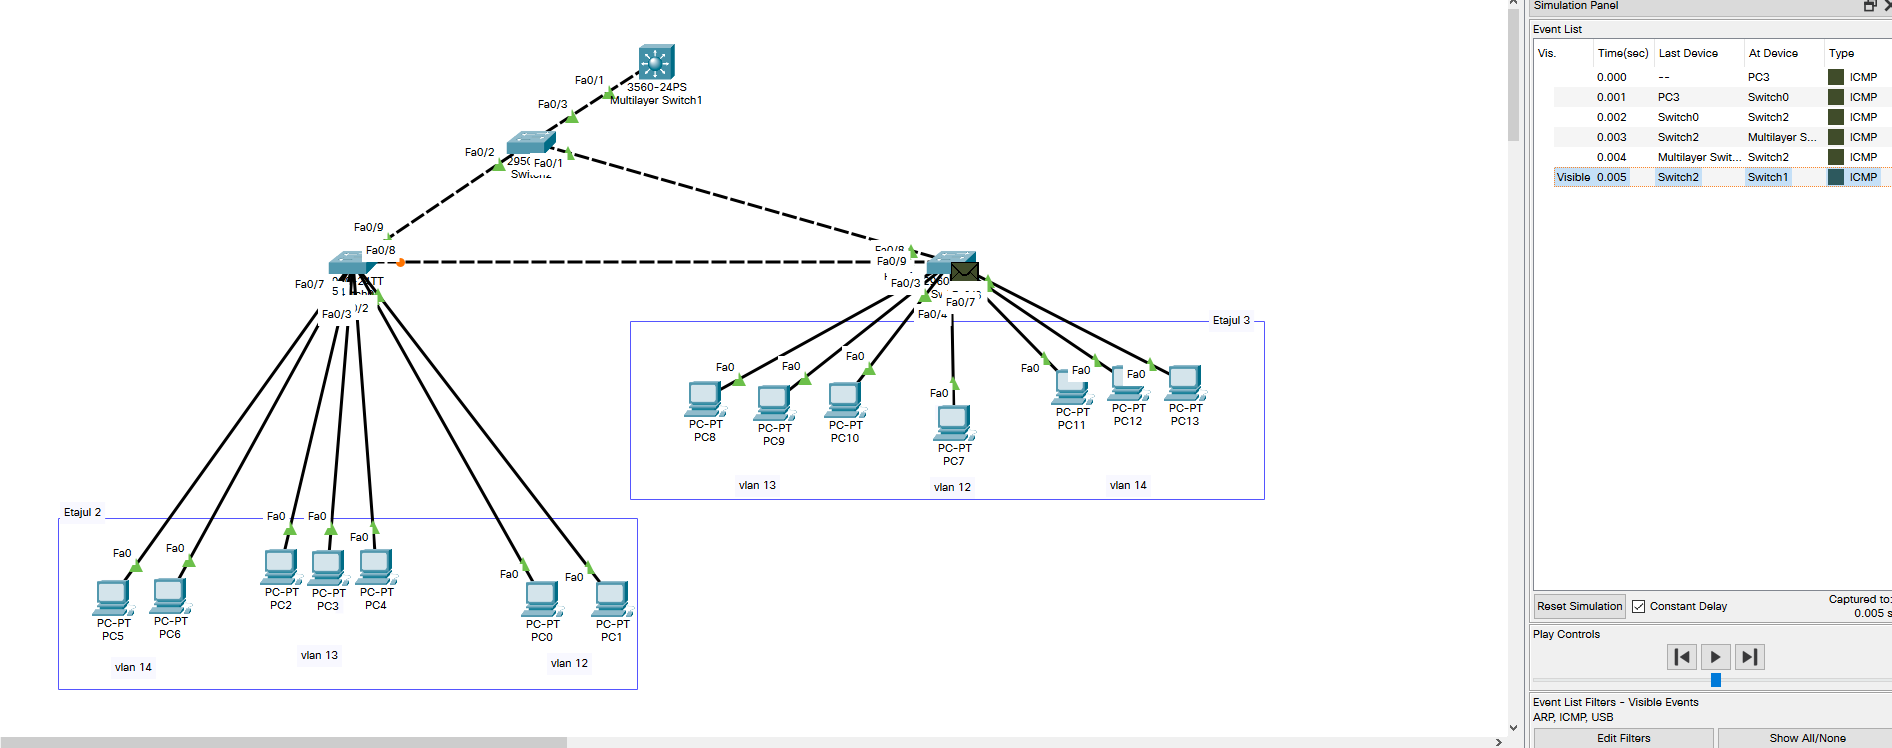 Simulation Panel
Event List
Vis. Time(sec) Last Device At Device Type
0.000 -- PC3 ICMP
0.001 PC3 Switch0 ICMP
0.002 Switch0 Switch2 ICMP
0.003 Switch2 Multilayer S... ICMP
0.004 Multilayer Swit... Switch2 ICMP
Visible 0.005 Switch2 Switch1 ICMP
Reset Simulation
Constant Delay
Captured to:
0.005 s
Play Controls
Event List Filters - Visible Events
ARP, ICMP, USB
Edit Filters
Show All/None
Fa0/1
3560-24PS
Multilayer Switch1
Fa0/3
Fa0/2
Fa0/1
Switch2
Fa0/9
Fa0/8
Fa0/7
Fa0/3
Fa0/8
Fa0/9
Fa0/3
Fa0/7
Fa0/4
Etajul 3
Fa0
Fa0
Fa0
Fa0
Fa0
Fa0
Fa0
PC-PT
PC8
PC-PT
PC9
PC-PT
PC10
PC-PT
PC7
PC-PT
PC11
PC-PT
PC12
PC-PT
PC13
vlan 13
vlan 12
vlan 14
Etajul 2
Fa0
Fa0
Fa0
Fa0
Fa0
Fa0
Fa0
PC-PT
PC5
PC-PT
PC6
PC-PT
PC2
PC-PT
PC3
PC-PT
PC4
PC-PT
PC0
PC-PT
PC1
vlan 14
vlan 13
vlan 12